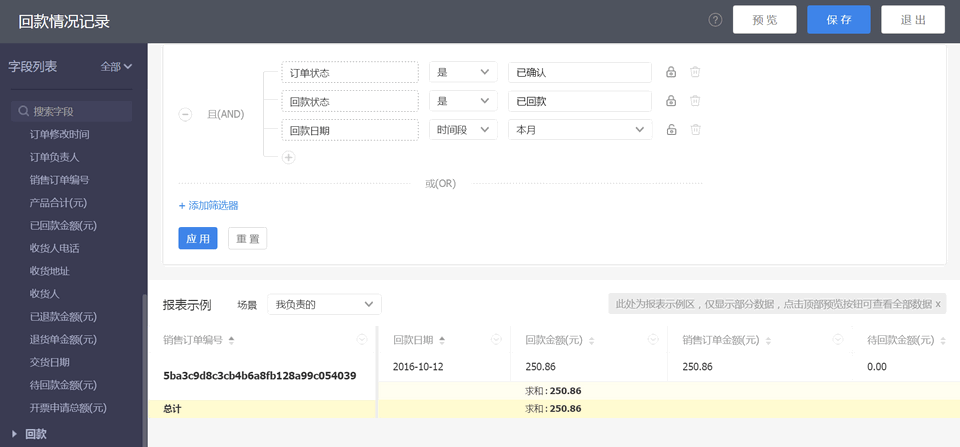 回款情况记录
? 预 览 保 存 退 出
字段列表 全部
搜索字段
订单修改时间
订单负责人
销售订单编号
产品合计(元)
已回款金额(元)
收货人电话
收货地址
收货人
已退款金额(元)
退货单金额(元)
交货日期
待回款金额(元)
开票申请总额(元)
回款
且(AND)
订单状态 是 已确认
回款状态 是 已回款
回款日期 时间段 本月
或(OR)
+ 添加筛选器
应 用 重 置
报表示例 场景 我负责的 此处为报表示例区，仅显示部分数据，点击顶部预览按钮可查看全部数据 x
销售订单编号 回款日期 回款金额(元) 销售订单金额(元) 待回款金额(元)
5ba3c9d8c3cb4b6a8fb128a99c054039 2016-10-12 250.86 250.86 0.00
求和 : 250.86
总计 求和 : 250.86